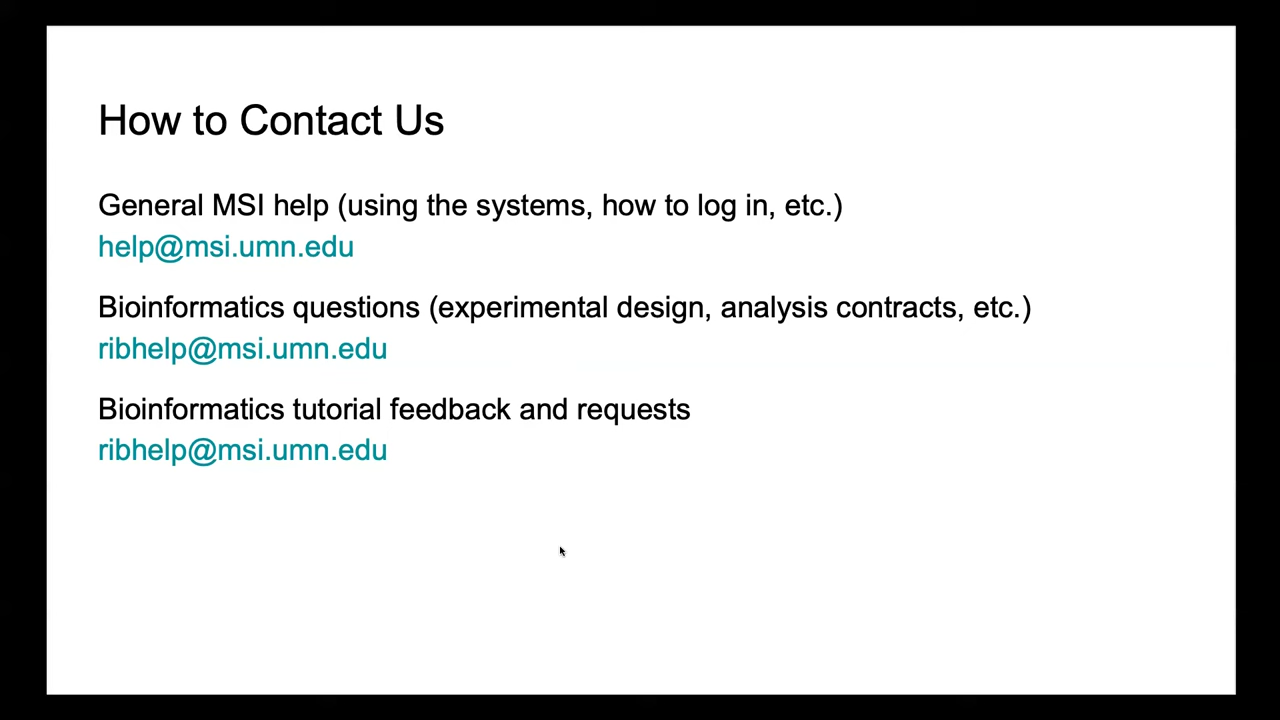 How to Contact Us
General MSI help (using the systems, how to log in, etc.)
help@msi.umn.edu
Bioinformatics questions (experimental design, analysis contracts, etc.)
ribhelp@msi.umn.edu
Bioinformatics tutorial feedback and requests
ribhelp@msi.umn.edu